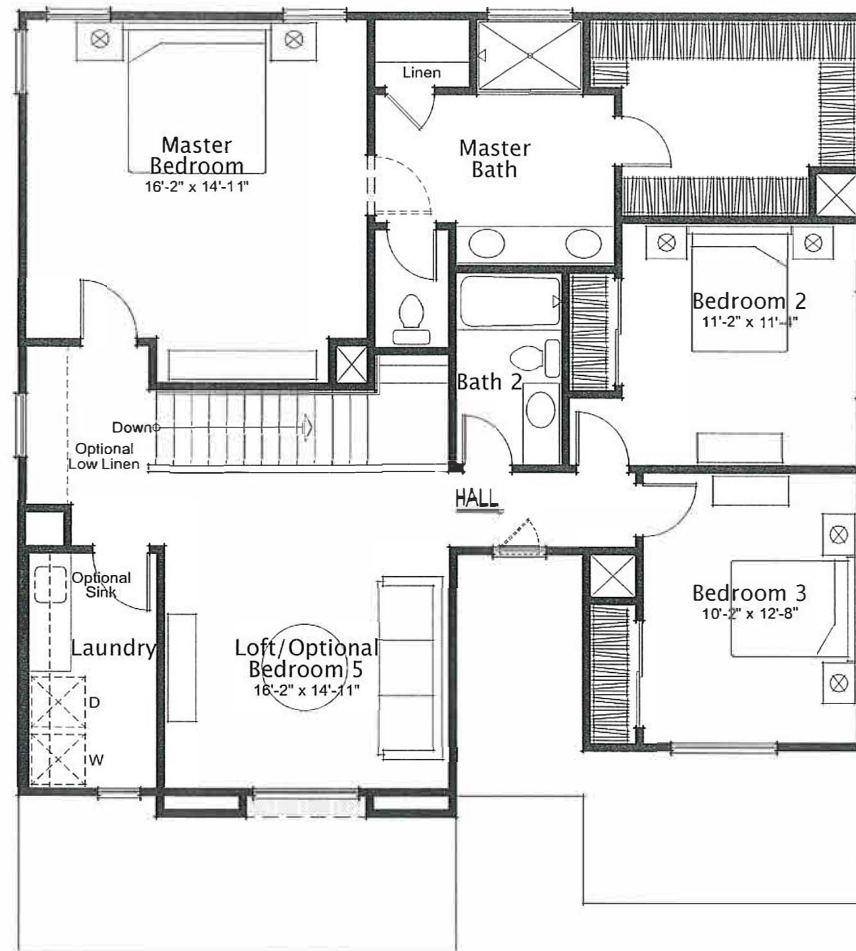 Linen
Master
Bedroom
16'-2" x 14'-11"
Master
Bath
Bedroom 2
11'-2" x 11'-4"
Bath 2
Down
Optional
Low Linen
HALL
Optional
Sink
Laundry
Loft/Optional
Bedroom 5
16'-2" x 14'-11"
Bedroom 3
10'-2" x 12'-8"
D
W